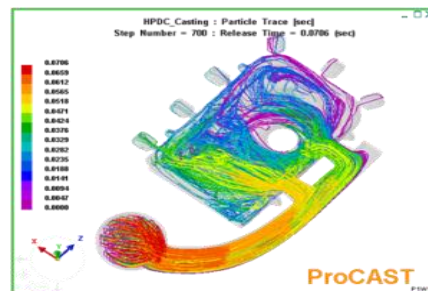 HPDC_Casting : Particle Trace [sec]
Step Number = 700 : Release Time = 0.0706 (sec)
0.0706
0.0659
0.0612
0.0565
0.0518
0.0471
0.0424
0.0376
0.0329
0.0282
0.0235
0.0188
0.0141
0.0094
0.0047
0.0000
X
Y
Z
ProCAST